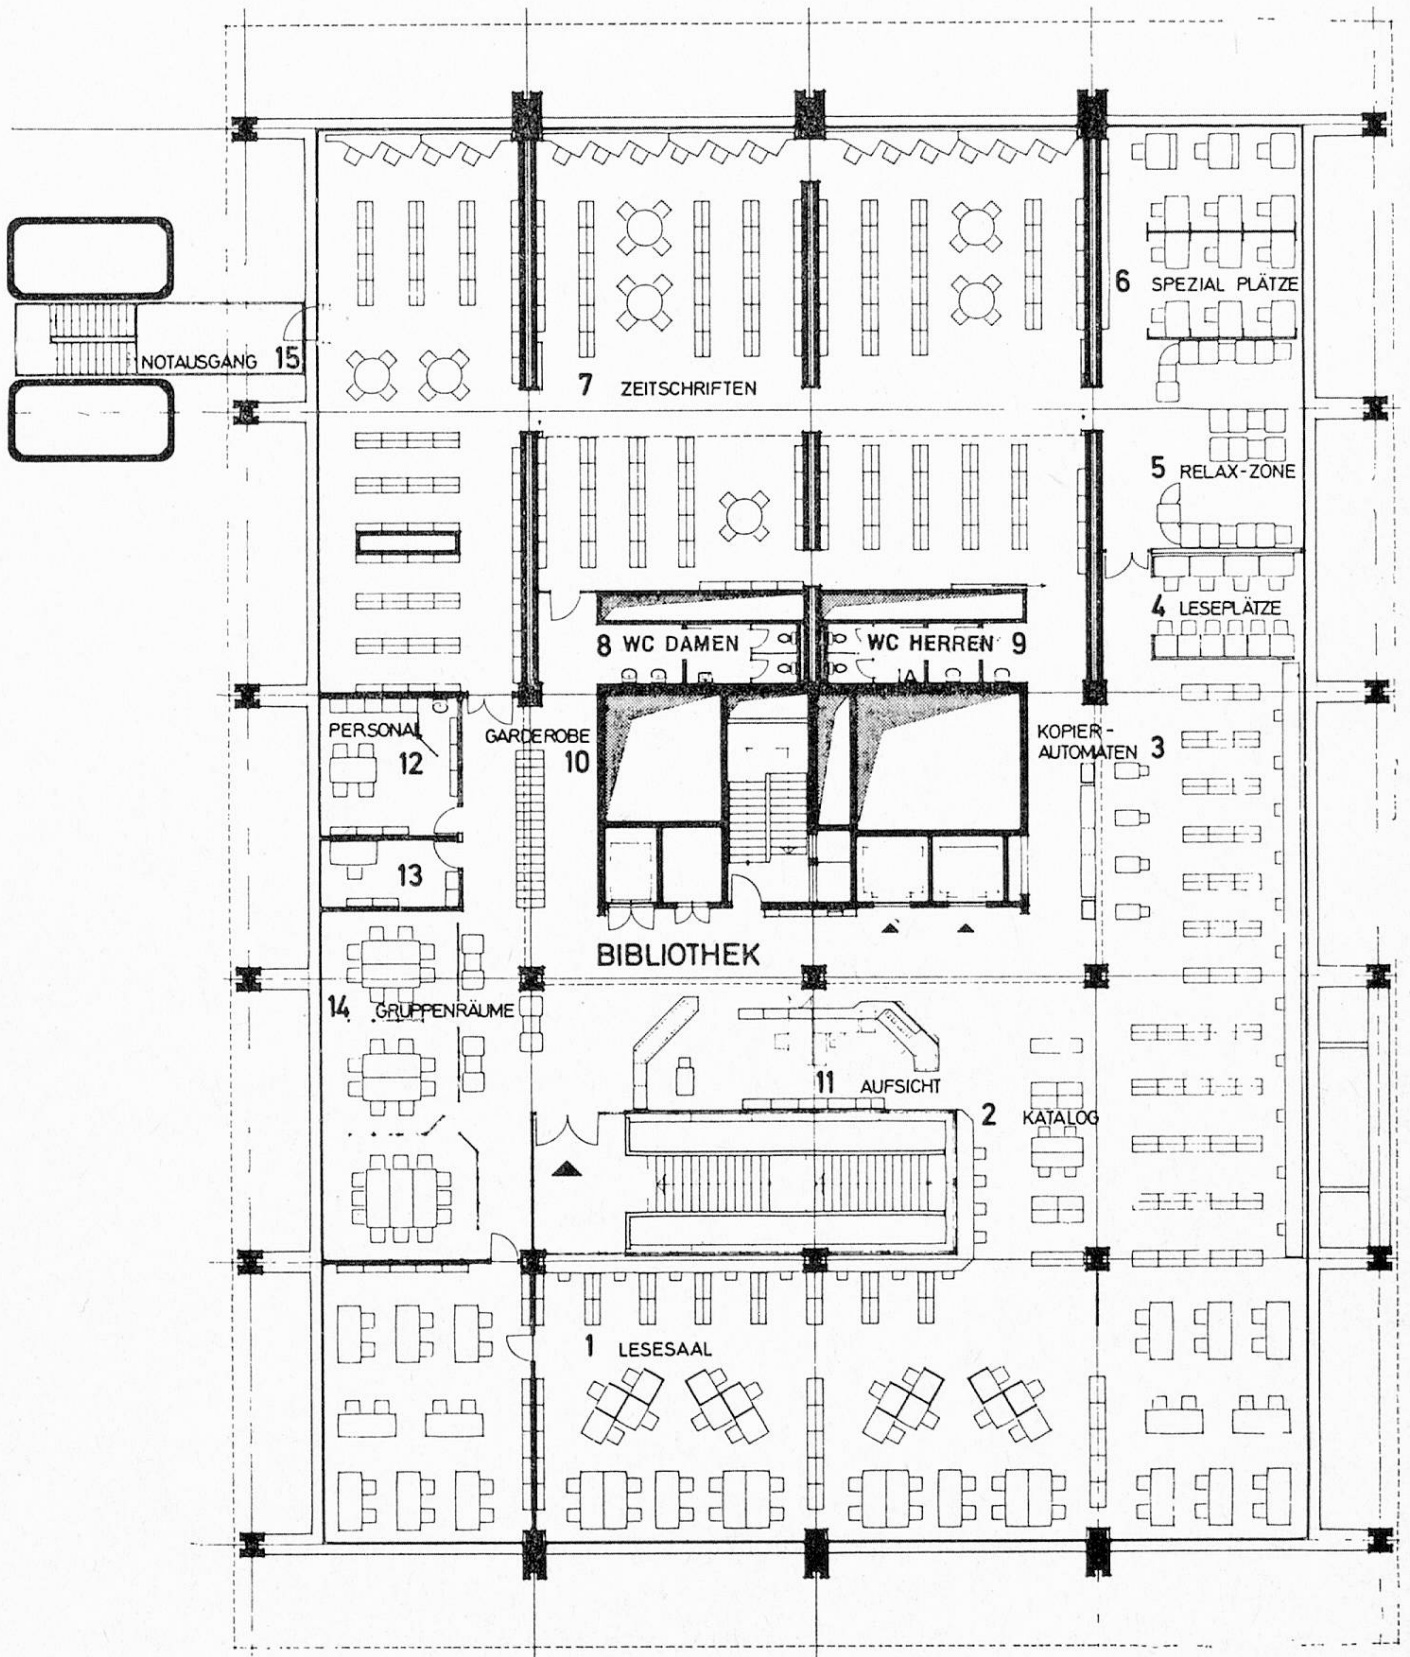 6 SPEZIAL PLÄTZE
NOTAUSGANG 15
7 ZEITSCHRIFTEN
5 RELAX-ZONE
4 LESEPLÄTZE
8 WC DAMEN
WC HERREN 9
A
PERSONAL
12
GARDEROBE
10
KOPIER-
AUTOMATEN 3
13
BIBLIOTHEK
14 GRUPPENRÄUME
11 AUFSICHT
2 KATALOG
1 LESESAAL